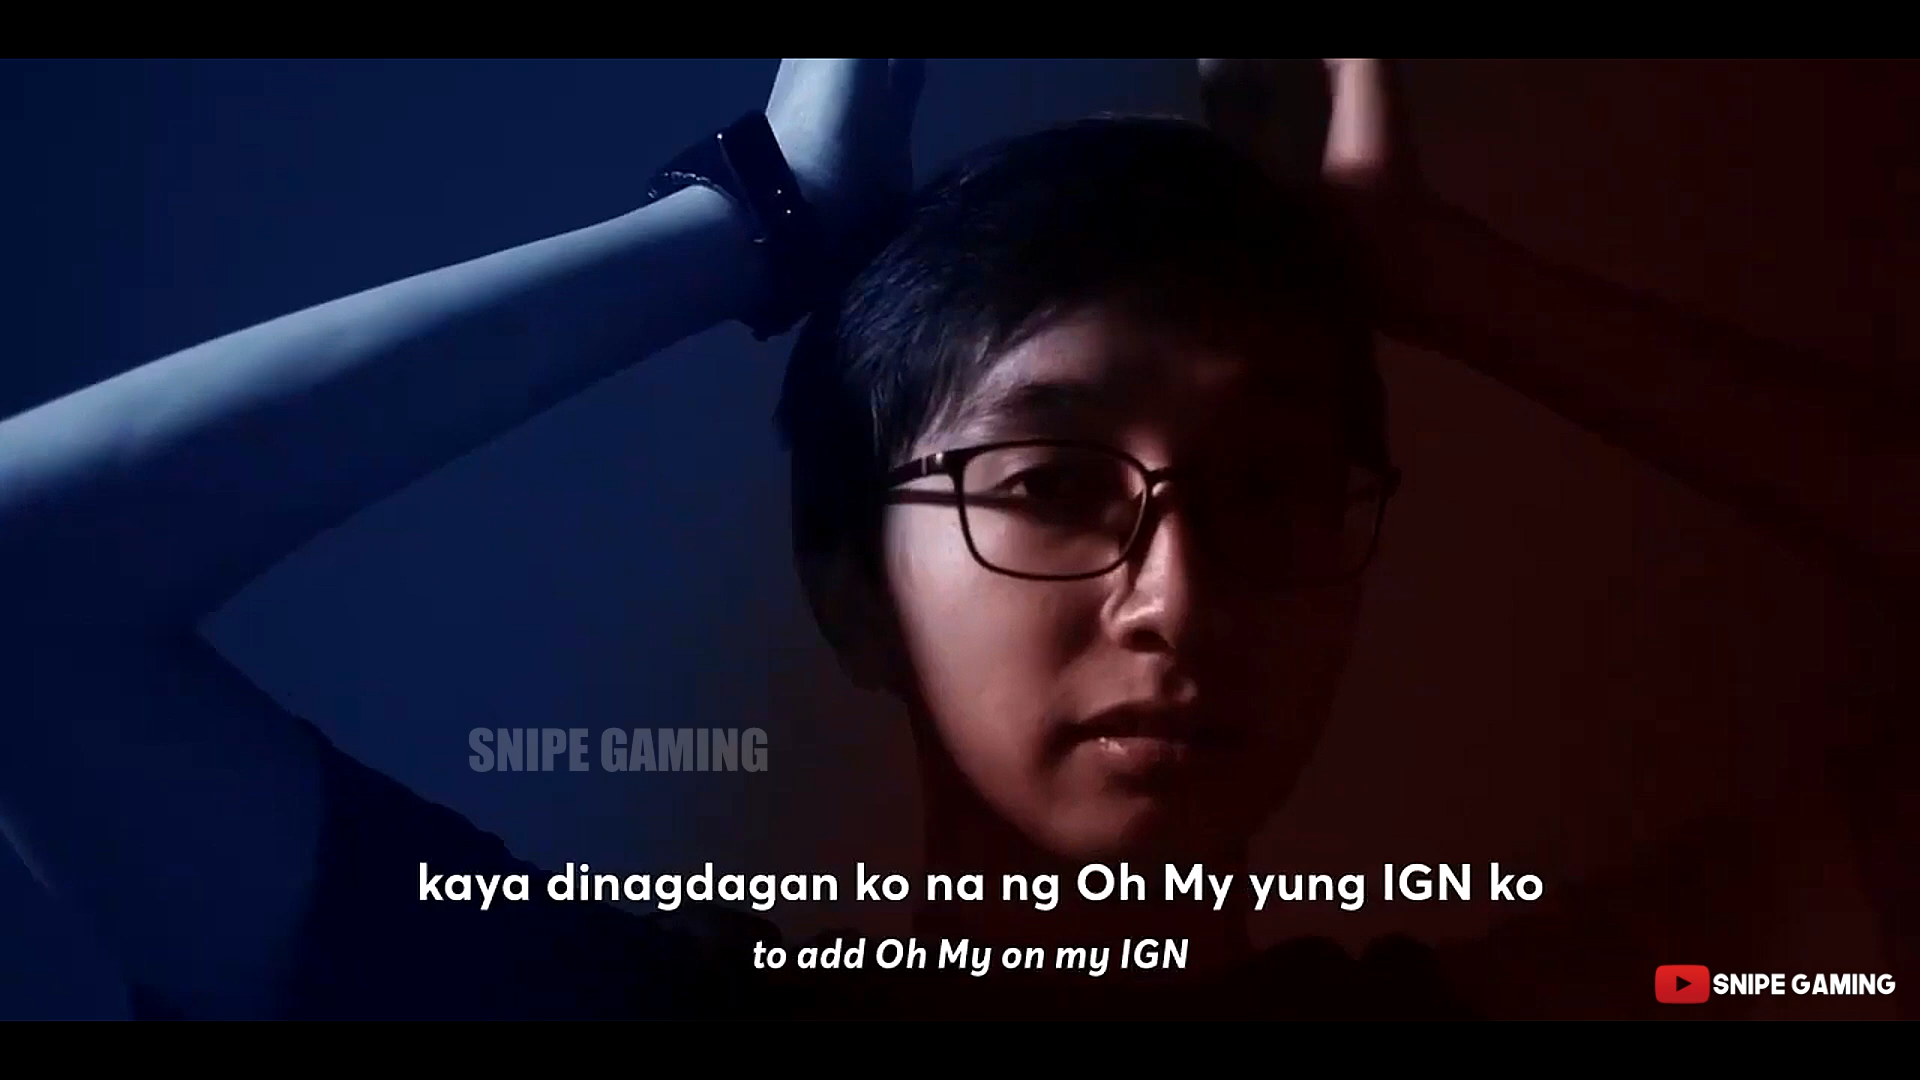 SNIPE GAMING
kaya dinagdagan ko na ng Oh My yung IGN ko
to add Oh My on my IGN
SNIPE GAMING